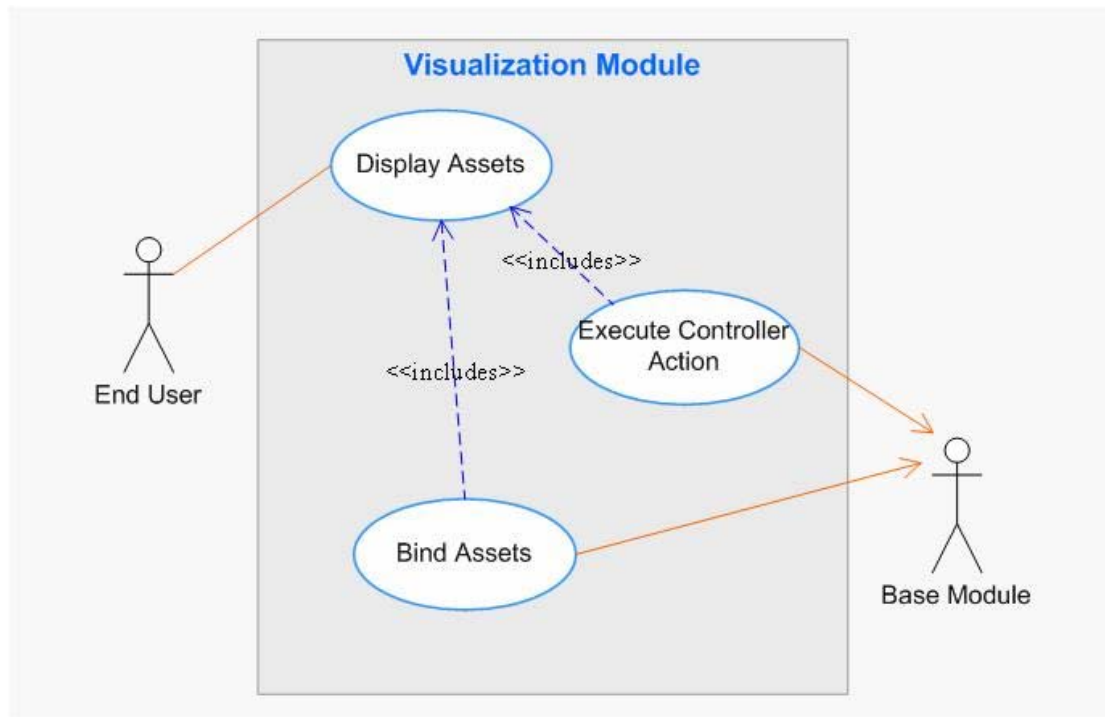 Visualization Module
Display Assets
<<includes>>
Execute Controller
Action
<<includes>>
End User
Bind Assets
Base Module